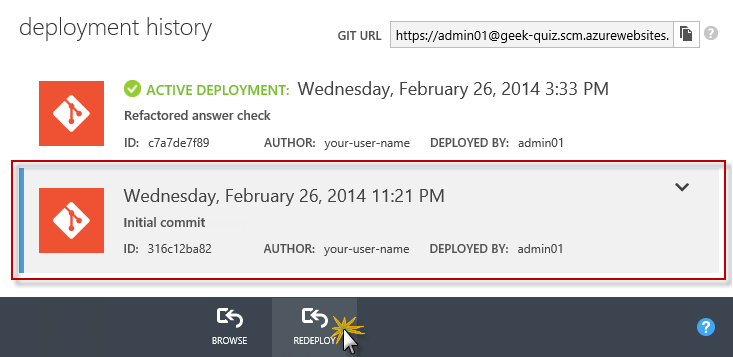 deployment history
GIT URL https://admin01@geek-quiz.scm.azurewebsites. ?
ACTIVE DEPLOYMENT: Wednesday, February 26, 2014 3:33 PM
Refactored answer check
ID: c7a7de7f89 AUTHOR: your-user-name DEPLOYED BY: admin01
Wednesday, February 26, 2014 11:21 PM
Initial commit
ID: 316c12ba82 AUTHOR: your-user-name DEPLOYED BY: admin01
BROWSE REDEPLOY ?